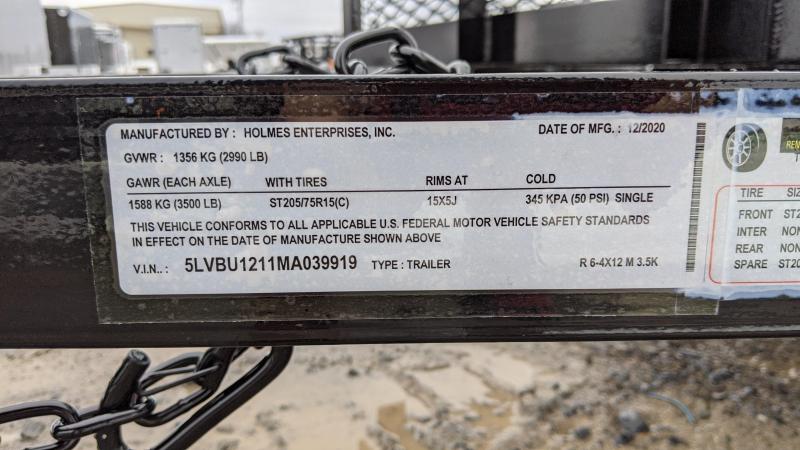 MANUFACTURED BY : HOLMES ENTERPRISES, INC. DATE OF MFG. : 12/2020
GVWR : 1356 KG (2990 LB)
GAWR (EACH AXLE) WITH TIRES RIMS AT COLD
1588 KG (3500 LB) ST205/75R15(C) 15X5J 345 KPA (50 PSI) SINGLE
THIS VEHICLE CONFORMS TO ALL APPLICABLE U.S. FEDERAL MOTOR VEHICLE SAFETY STANDARDS
IN EFFECT ON THE DATE OF MANUFACTURE SHOWN ABOVE
V.I.N.. : 5LVBU1211MA039919 TYPE : TRAILER R 6-4X12 M 3.5K
TIRE
FRONT
INTER
REAR
SPARE